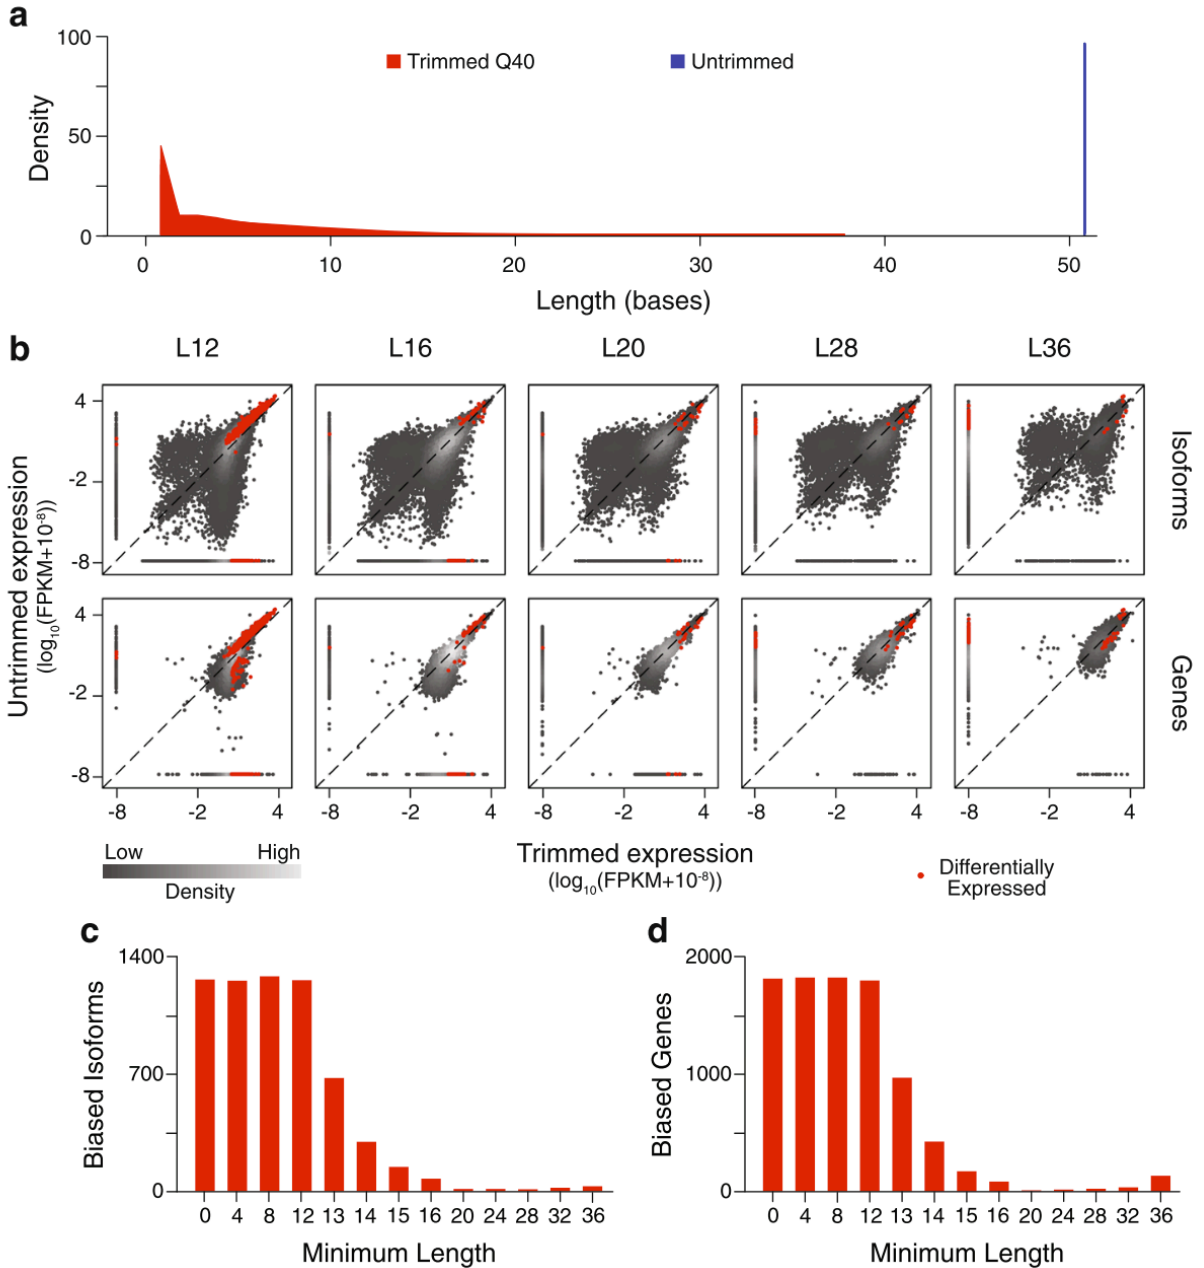 a
100
50
0
Density
Trimmed Q40
Untrimmed
0 10 20 30 40 50
Length (bases)
b
L12 L16 L20 L28 L36
4
-2
-8
Isoforms
Untrimmed expression
(log10(FPKM+10-8))
4
-2
-8
Genes
-8 -2 4 -8 -2 4 -8 -2 4 -8 -2 4 -8 -2 4
Low High
Density
Trimmed expression
(log10(FPKM+10-8))
Differentially
Expressed
c
1400
700
0
Biased Isoforms
0 4 8 12 13 14 15 16 20 24 28 32 36
Minimum Length
d
2000
1000
0
Biased Genes
0 4 8 12 13 14 15 16 20 24 28 32 36
Minimum Length